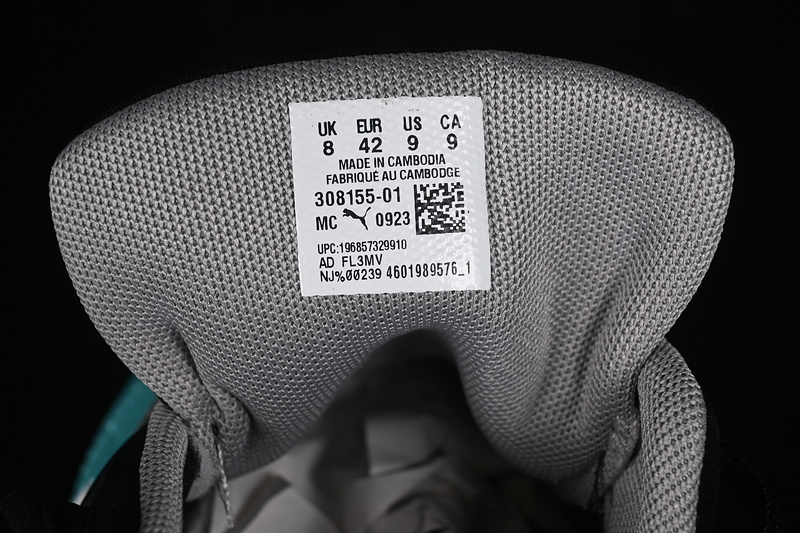 UK EUR US CA
8 42 9 9
MADE IN CAMBODIA
FABRIQUÉ AU CAMBODGE
308155-01
MC 0923
UPC:196857329910
AD FL3MV
NJ%00239 4601989576_1